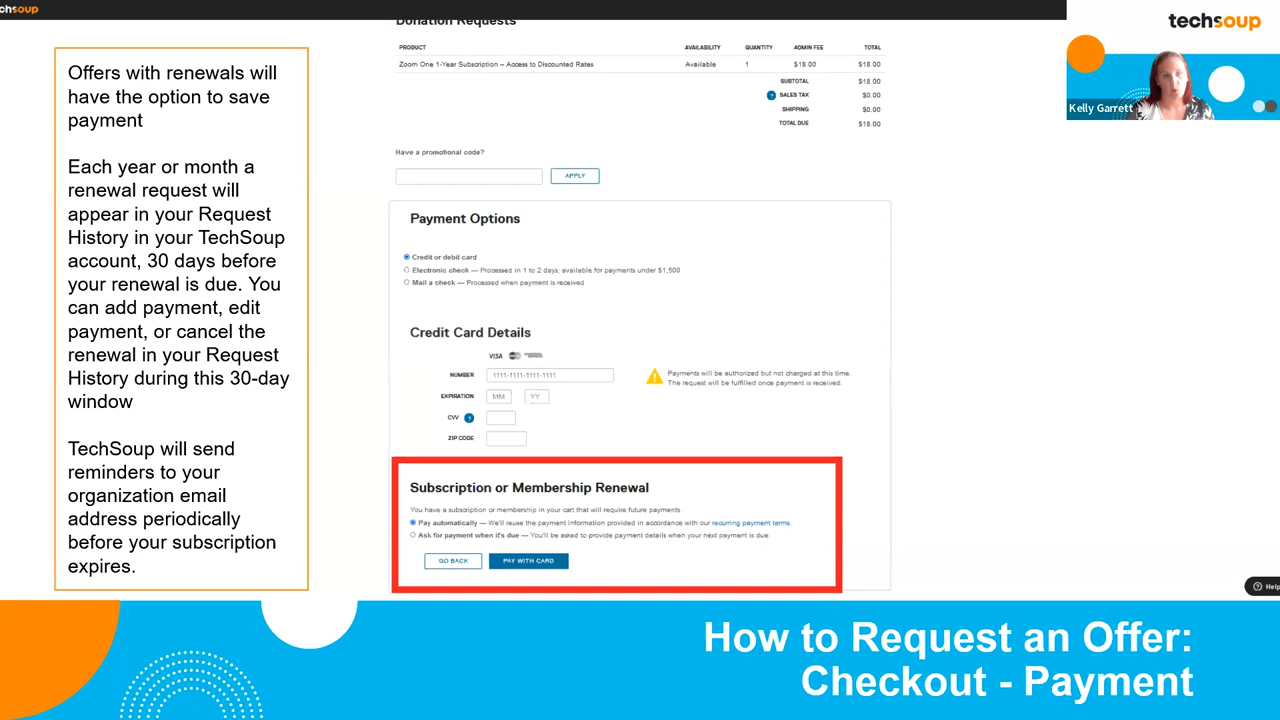 techsoup
techsoup
Kelly Garrett
Offers with renewals will
have the option to save
payment
Each year or month a
renewal request will
appear in your Request
History in your TechSoup
account, 30 days before
your renewal is due. You
can add payment, edit
payment, or cancel the
renewal in your Request
History during this 30-day
window
TechSoup will send
reminders to your
organization email
address periodically
before your subscription
expires.
Donation Requests
PRODUCT AVAILABILITY QUANTITY ADMIN FEE TOTAL
Zoom One 1-Year Subscription – Access to Discounted Rates Available 1 $18.00 $18.00
SUBTOTAL $18.00
? SALES TAX $0.00
SHIPPING $0.00
TOTAL DUE $18.00
Have a promotional code?
APPLY
Payment Options
Credit or debit card
Electronic check — Processed in 1 to 2 days; available for payments under $1,500
Mail a check — Processed when payment is received
Credit Card Details
VISA
NUMBER 1111-1111-1111-1111
EXPIRATION MM YY
CVV ?
ZIP CODE
Payments will be authorized but not charged at this time.
The request will be fulfilled once payment is received.
Subscription or Membership Renewal
You have a subscription or membership in your cart that will require future payments.
Pay automatically — We'll reuse the payment information provided in accordance with our recurring payment terms.
Ask for payment when it's due — You'll be asked to provide payment details when your next payment is due.
GO BACK PAY WITH CARD
? Help
How to Request an Offer:
Checkout - Payment